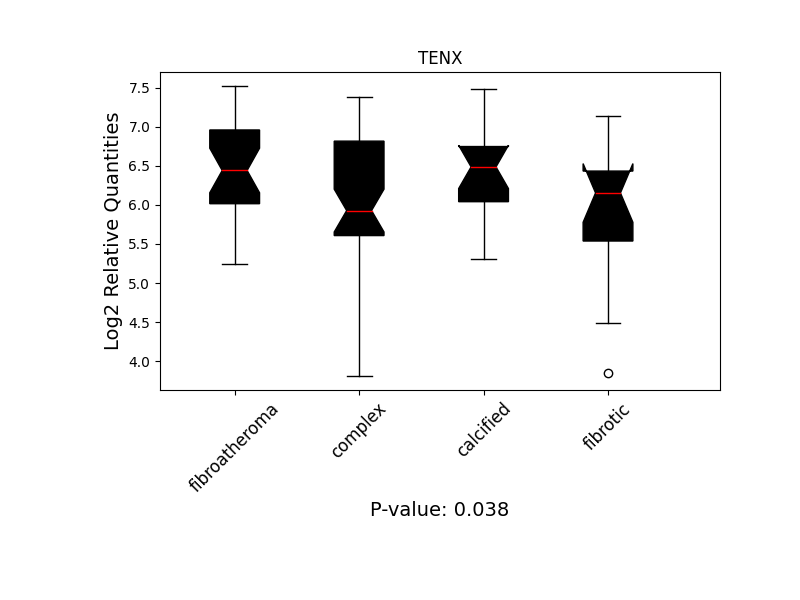 TENX
Log2 Relative Quantities
7.5
7.0
6.5
6.0
5.5
5.0
4.5
4.0
fibroatheroma
complex
calcified
fibrotic
P-value: 0.038